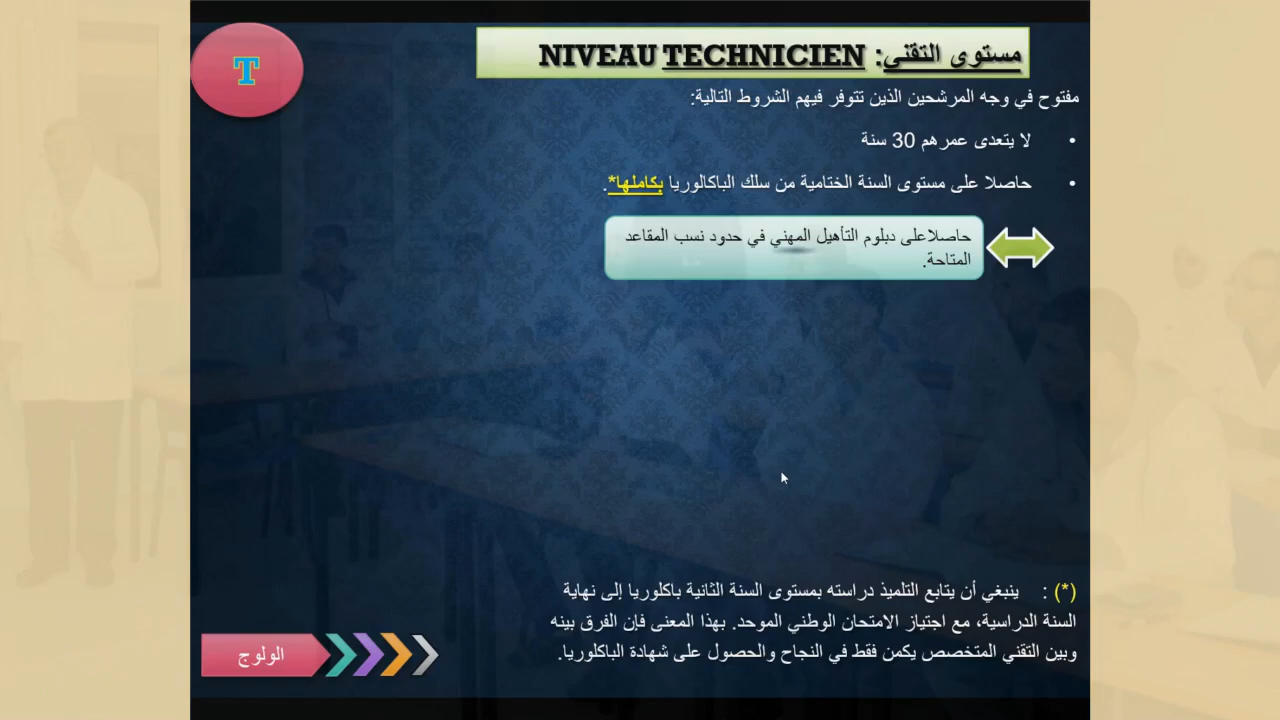 T
مستوى التقني: NIVEAU TECHNICIEN
مفتوح في وجه المرشحين الذين تتوفر فيهم الشروط التالية:
• لا يتعدى عمرهم 30 سنة
• حاصلا على مستوى السنة الختامية من سلك الباكالوريا بكاملها*.
حاصلاعلى دبلوم التأهيل المهني في حدود نسب المقاعد
المتاحة.
(*) : ينبغي أن يتابع التلميذ دراسته بمستوى السنة الثانية باكلوريا إلى نهاية
السنة الدراسية، مع اجتياز الامتحان الوطني الموحد. بهذا المعنى فإن الفرق بينه
وبين التقني المتخصص يكمن فقط في النجاح والحصول على شهادة الباكلوريا.
الولوج